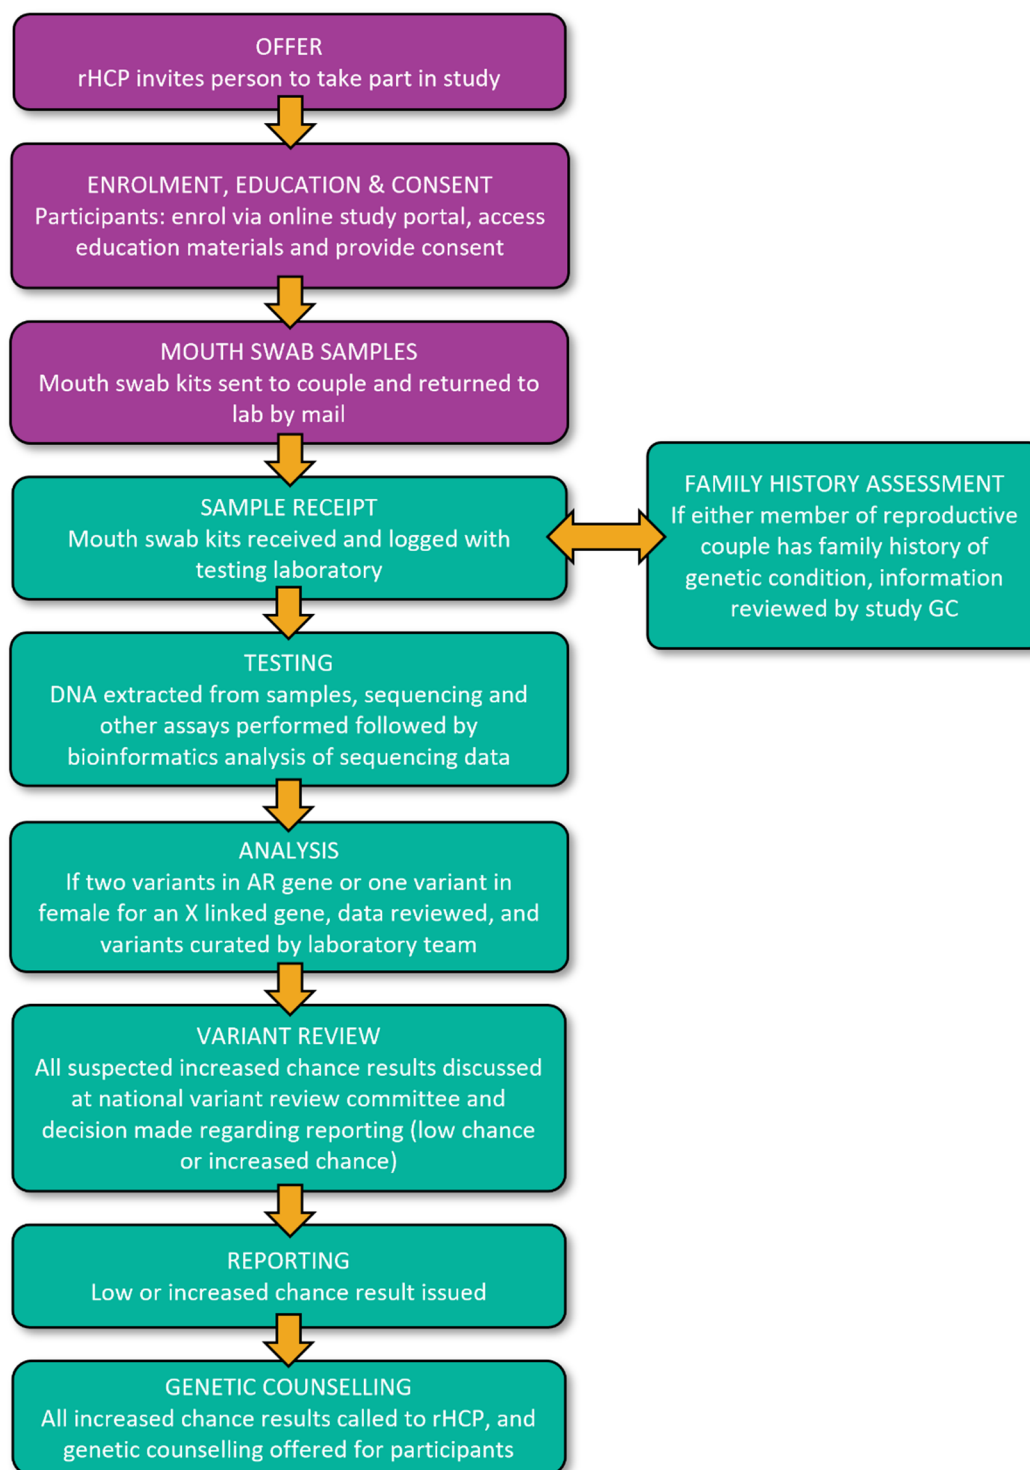 OFFER
rHCP invites person to take part in study
ENROLMENT, EDUCATION & CONSENT
Participants: enrol via online study portal, access
education materials and provide consent
MOUTH SWAB SAMPLES
Mouth swab kits sent to couple and returned to
lab by mail
SAMPLE RECEIPT
Mouth swab kits received and logged with
testing laboratory
FAMILY HISTORY ASSESSMENT
If either member of reproductive
couple has family history of
genetic condition, information
reviewed by study GC
TESTING
DNA extracted from samples, sequencing and
other assays performed followed by
bioinformatics analysis of sequencing data
ANALYSIS
If two variants in AR gene or one variant in
female for an X linked gene, data reviewed, and
variants curated by laboratory team
VARIANT REVIEW
All suspected increased chance results discussed
at national variant review committee and
decision made regarding reporting (low chance
or increased chance)
REPORTING
Low or increased chance result issued
GENETIC COUNSELLING
All increased chance results called to rHCP, and
genetic counselling offered for participants